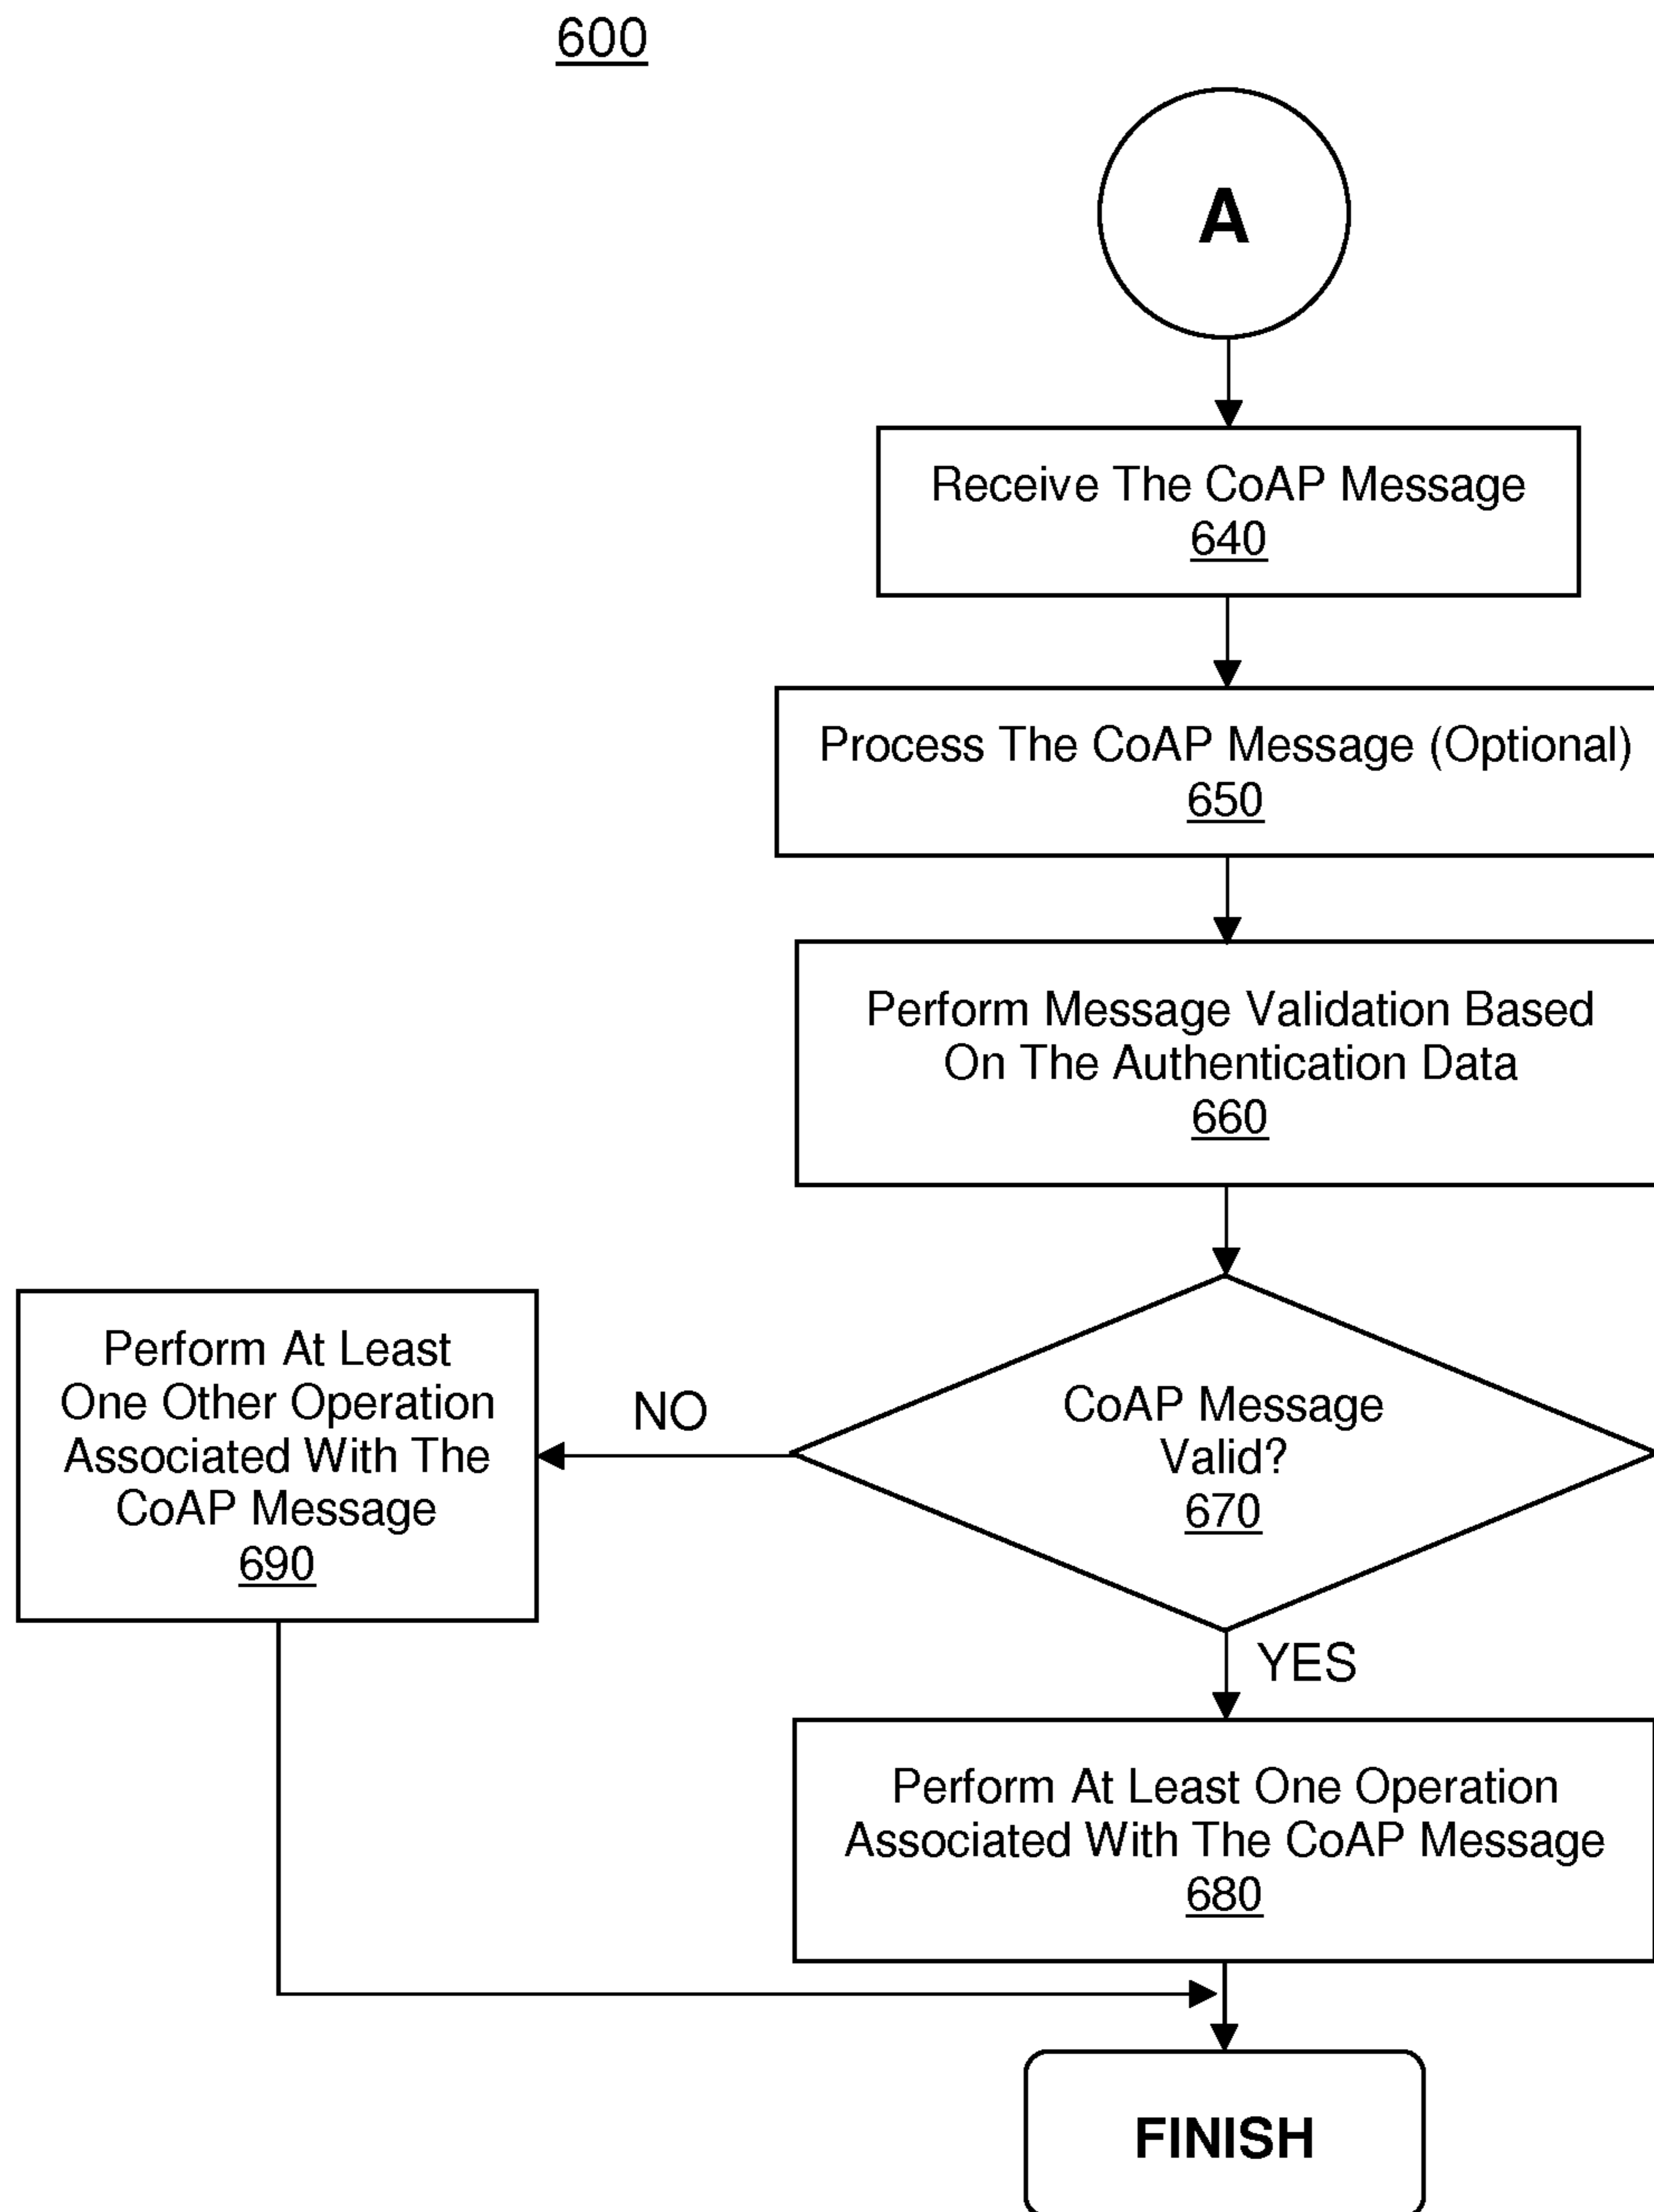 600
A
Receive The CoAP Message
640
Process The CoAP Message (Optional)
650
Perform Message Validation Based
On The Authentication Data
660
CoAP Message
Valid?
670
NO
Perform At Least
One Other Operation
Associated With The
CoAP Message
690
YES
Perform At Least One Operation
Associated With The CoAP Message
680
FINISH